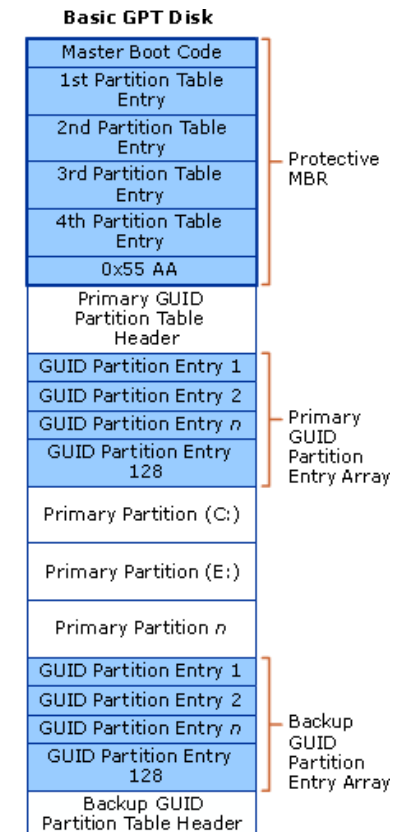 Basic GPT Disk
Master Boot Code
1st Partition Table
Entry
2nd Partition Table
Entry
3rd Partition Table
Entry
4th Partition Table
Entry
0x55 AA
Protective
MBR
Primary GUID
Partition Table
Header
GUID Partition Entry 1
GUID Partition Entry 2
GUID Partition Entry n
GUID Partition Entry
128
Primary
GUID
Partition
Entry Array
Primary Partition (C:)
Primary Partition (E:)
Primary Partition n
GUID Partition Entry 1
GUID Partition Entry 2
GUID Partition Entry n
GUID Partition Entry
128
Backup
GUID
Partition
Entry Array
Backup GUID
Partition Table Header